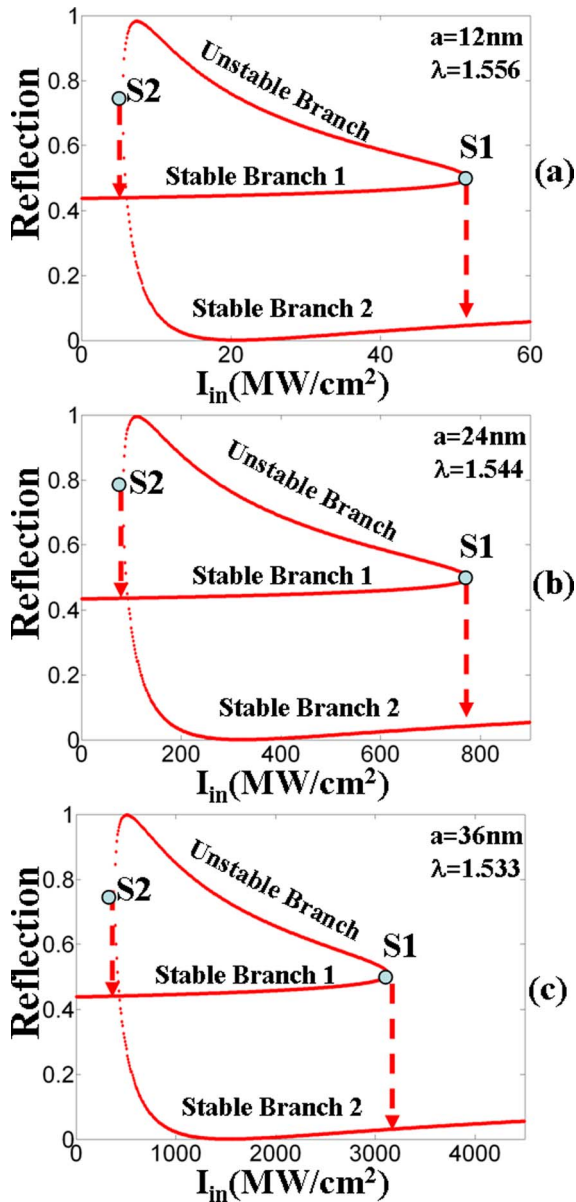 1
a=12nm
λ=1.556
0.8
S2
Unstable Branch
0.6
S1
Reflection
(a)
Stable Branch 1
0.4
0.2
Stable Branch 2
0
0 20 40 60
I_in(MW/cm²)
1
a=24nm
λ=1.544
0.8
S2
Unstable Branch
0.6
S1
Reflection
(b)
Stable Branch 1
0.4
0.2
Stable Branch 2
0
0 200 400 600 800
I_in(MW/cm²)
1
a=36nm
λ=1.533
0.8
S2
Unstable Branch
0.6
S1
Reflection
(c)
Stable Branch 1
0.4
0.2
Stable Branch 2
0
0 1000 2000 3000 4000
I_in(MW/cm²)